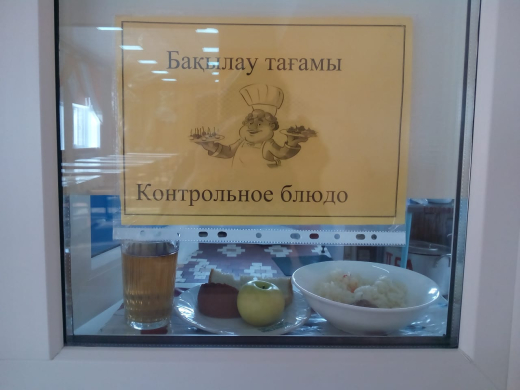 Бақылау тағамы
Контрольное блюдо